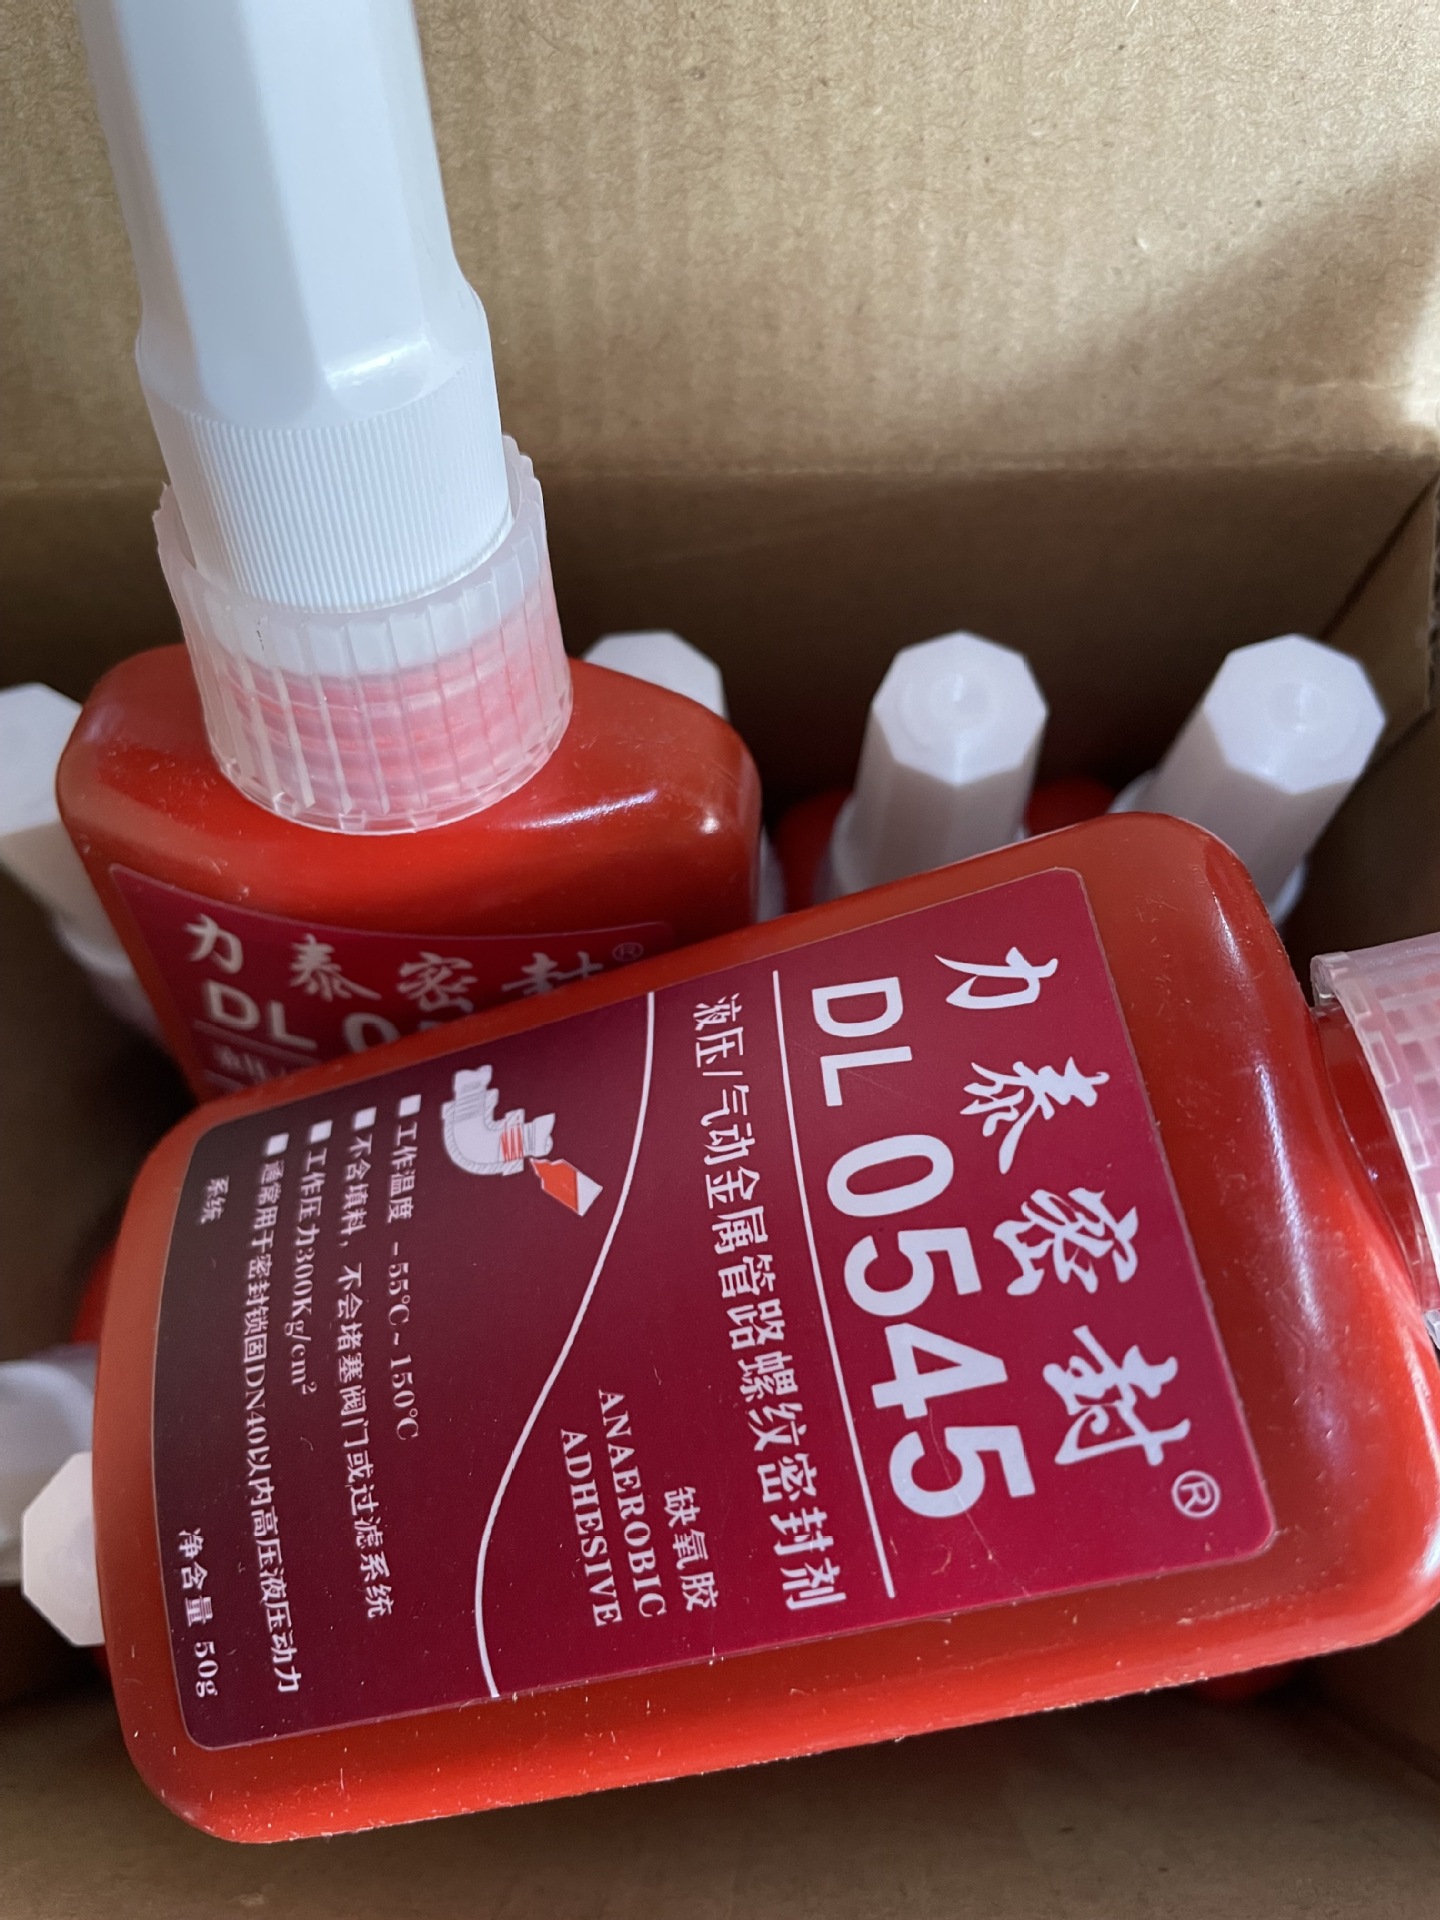 力泰密封®
DL 0545
液压/气动金属管路螺纹密封剂
缺氧胶
ANAEROBIC
ADHESIVE
■工作温度 -55℃~150℃
■不含填料，不会堵塞阀门或过滤系统
■工作压力300Kg/cm²
■通常用于密封锁固DN40以内高压液压动力
系统
净含量 50g
力泰密封®
DL